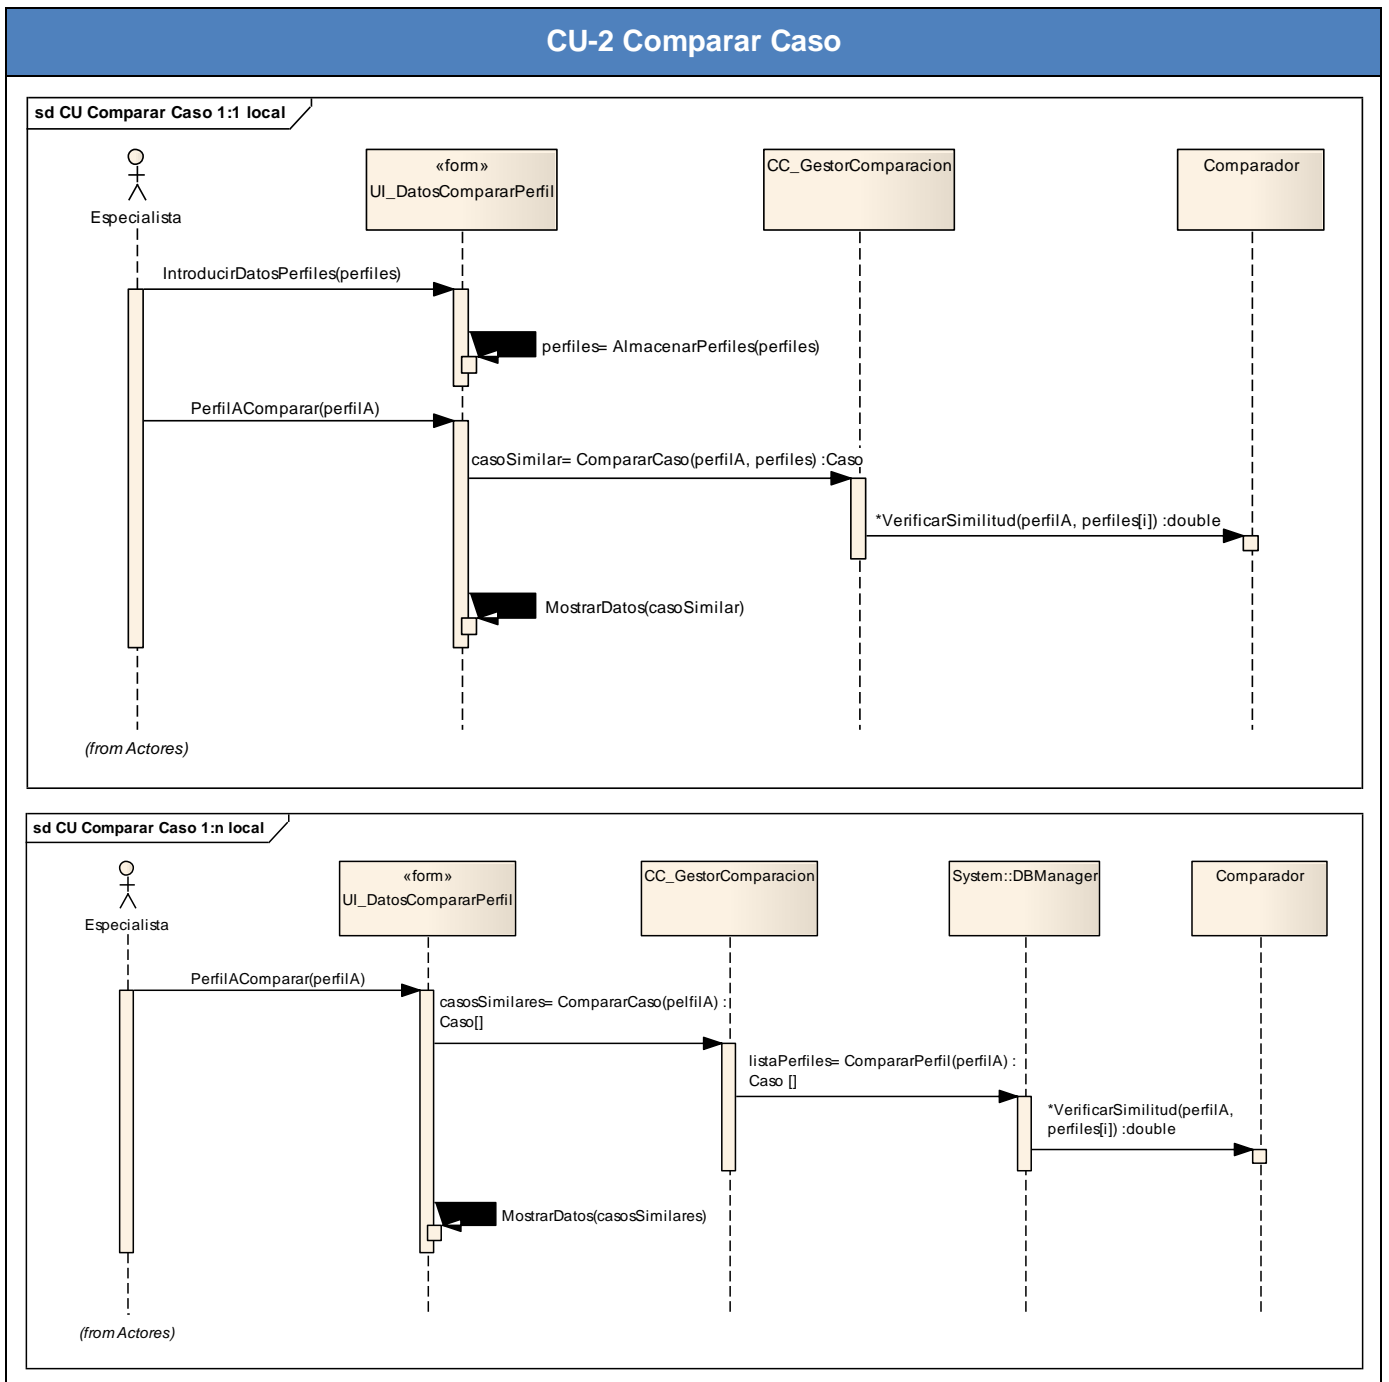 CU-2 Comparar Caso
sd CU Comparar Caso 1:1 local
Especialista
«form»
UI_DatosCompararPerfil
CC_GestorComparacion
Comparador
IntroducirDatosPerfiles(perfiles)
perfiles= AlmacenarPerfiles(perfiles)
PerfilAComparar(perfilA)
casoSimilar= CompararCaso(perfilA, perfiles) :Caso
*VerificarSimilitud(perfilA, perfiles[i]) :double
MostrarDatos(casoSimilar)
(from Actores)
sd CU Comparar Caso 1:n local
Especialista
«form»
UI_DatosCompararPerfil
CC_GestorComparacion
System::DBManager
Comparador
PerfilAComparar(perfilA)
casosSimilares= CompararCaso(pelfilA) :
Caso[]
listaPerfiles= CompararPerfil(perfilA) :
Caso []
*VerificarSimilitud(perfilA,
perfiles[i]) :double
MostrarDatos(casosSimilares)
(from Actores)